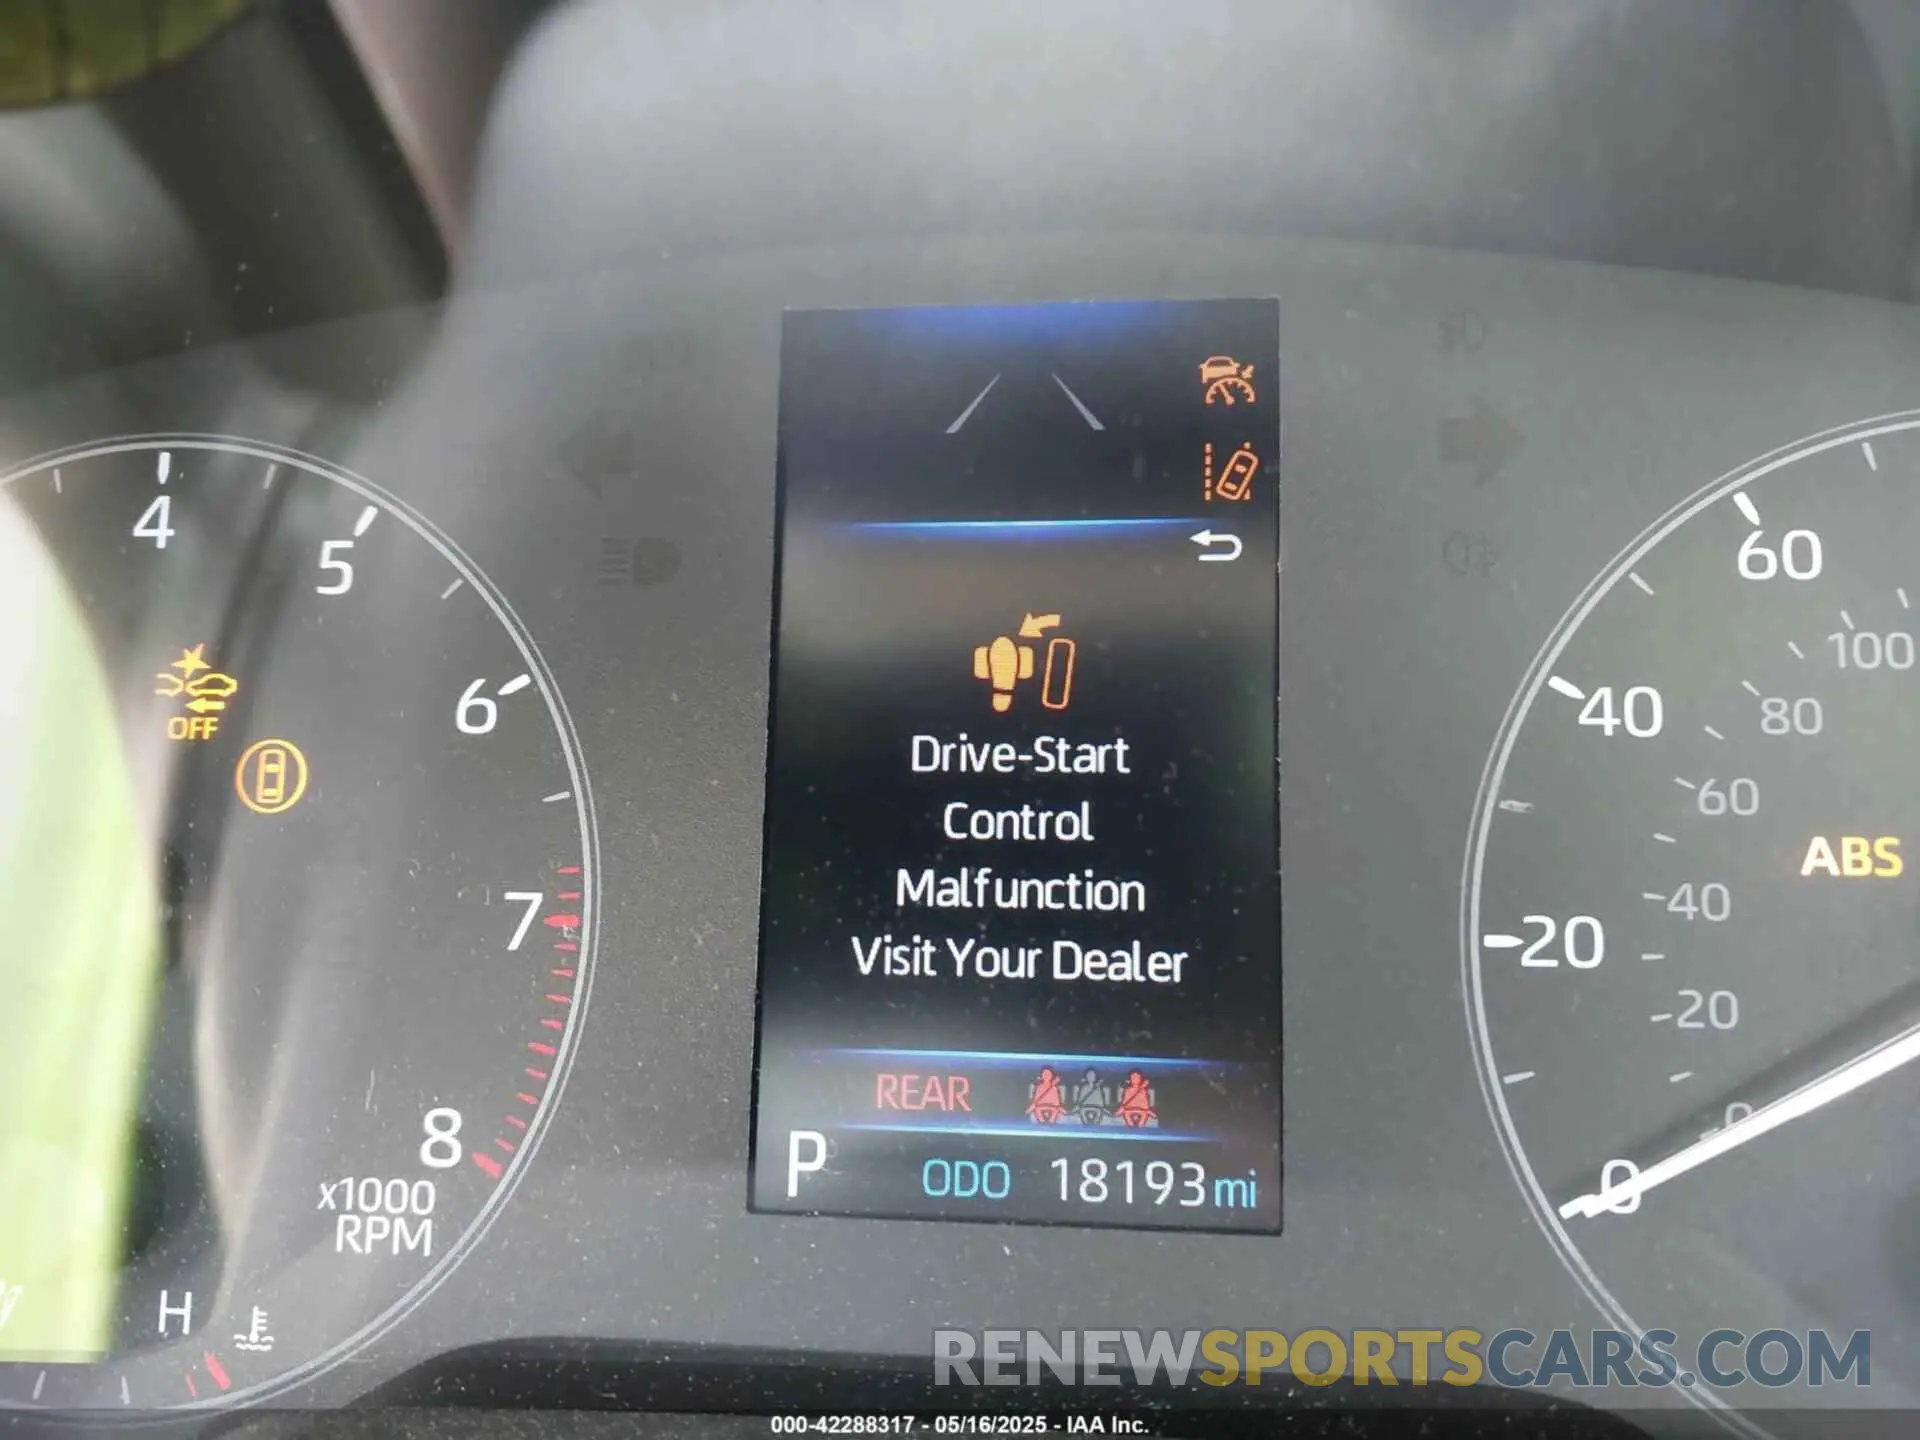 4
5
6
7
8
x1000
RPM
H
OFF
Drive-Start
Control
Malfunction
Visit Your Dealer
REAR
P ODO 18193 mi
60
40
20
0
100
80
60
40
20
0
ABS
RENEWSPORTSCARS.COM
000-42288317 - 05/16/2025 - IAA Inc.